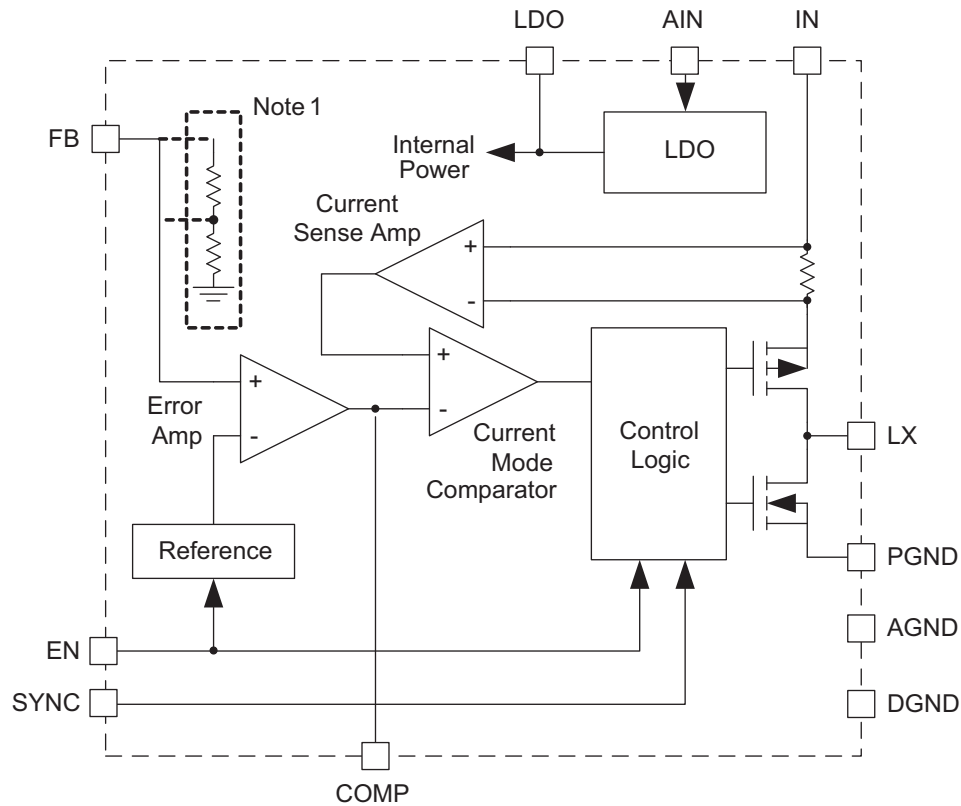 LDO
AIN
IN
Note 1
FB
Internal
Power
LDO
Current
Sense Amp
+
-
+
-
Error
Amp
+
-
Current
Mode
Comparator
Control
Logic
LX
Reference
PGND
AGND
EN
SYNC
DGND
COMP